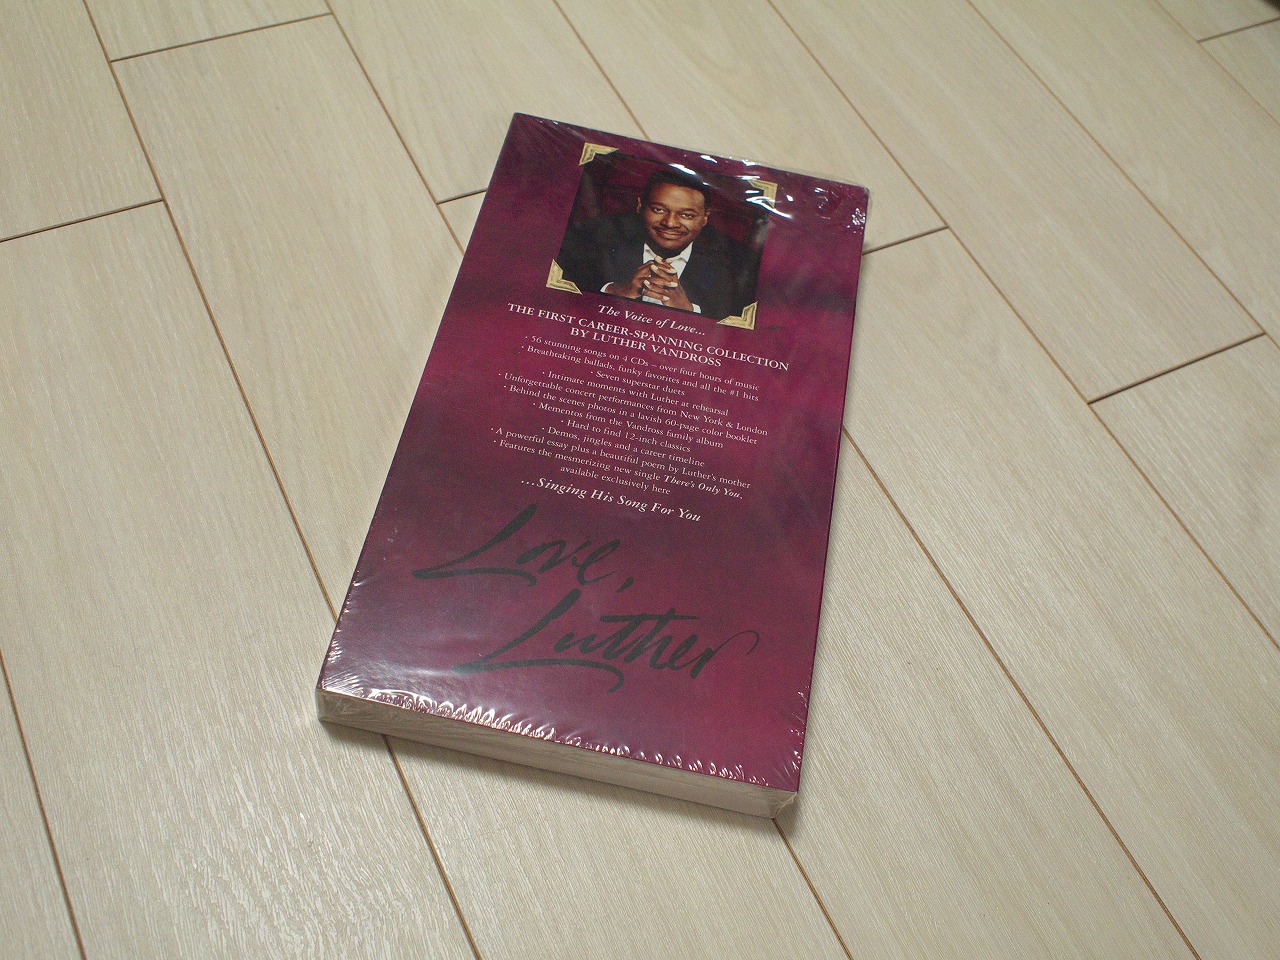 The Voice of Love...
THE FIRST CAREER-SPANNING COLLECTION
BY LUTHER VANDROSS
· 56 stunning songs on 4 CDs – over four hours of music
· Breathtaking ballads, funky favorites and all the #1 hits
· Seven superstar duets
· Intimate moments with Luther at rehearsal
· Unforgettable concert performances from New York & London
· Behind the scenes photos in a lavish 60-page color booklet
· Mementos from the Vandross family album
· Hard to find 12-inch classics
· Demos, jingles and a career timeline
· A powerful essay plus a beautiful poem by Luther's mother
· Features the mesmerizing new single There's Only You,
available exclusively here
...Singing His Song For You
Love,
Luther